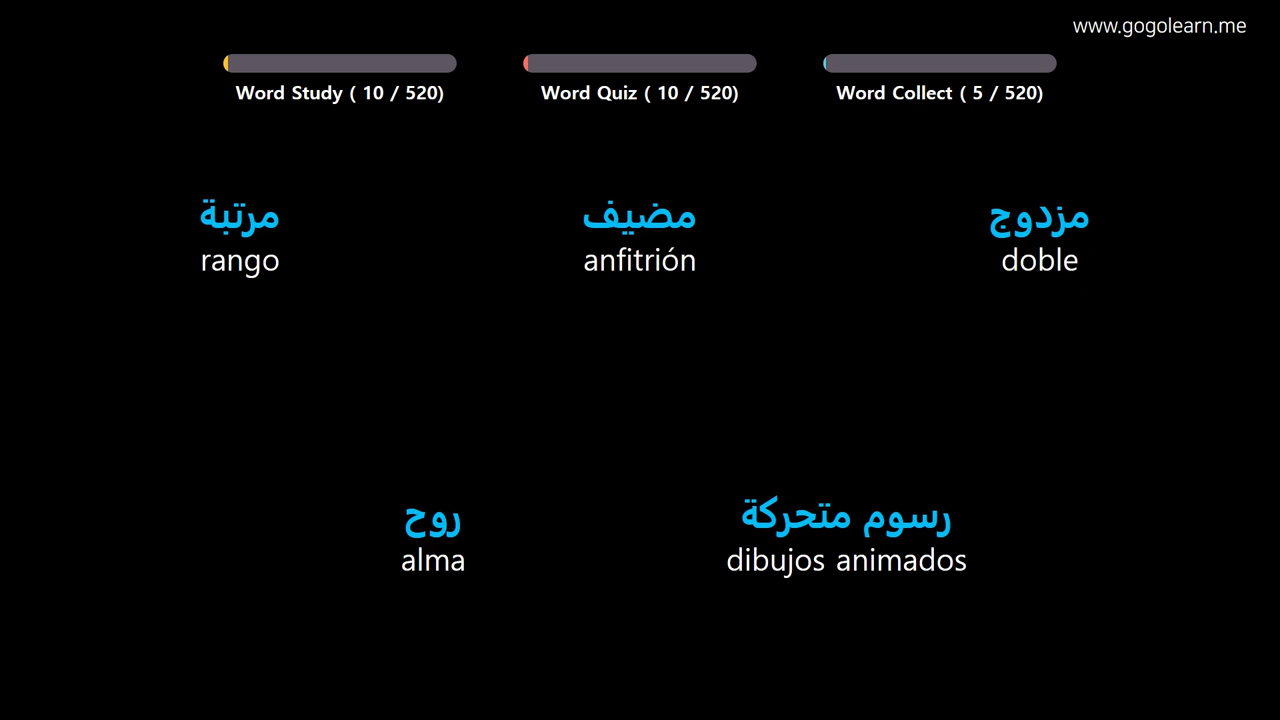 www.gogolearn.me
Word Study ( 10 / 520)
Word Quiz ( 10 / 520)
Word Collect ( 5 / 520)
مرتبة
rango
مضيف
anfitrión
مزدوج
doble
روح
alma
رسوم متحركة
dibujos animados